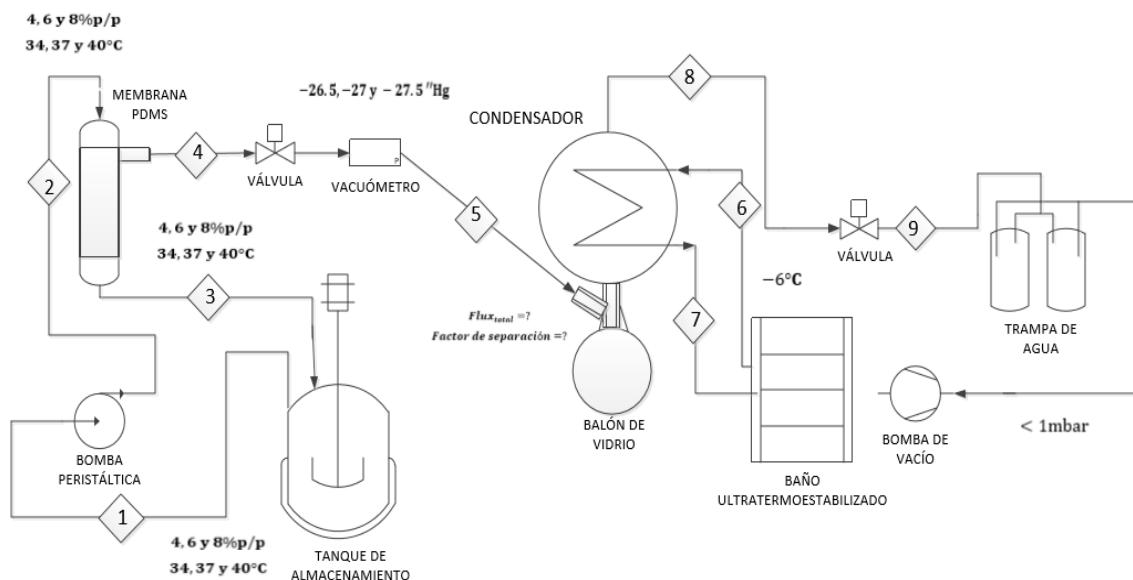 4, 6 y 8%p/p
34, 37 y 40°C
MEMBRANA
PDMS
2
4
VÁLVULA
−26.5, −27 y − 27.5 "Hg
P
VACUÓMETRO
5
CONDENSADOR
8
6
7
−6°C
VÁLVULA
9
TRAMPA DE
AGUA
4, 6 y 8%p/p
34, 37 y 40°C
3
Flux_total =?
Factor de separación =?
BALÓN DE
VIDRIO
BAÑO
ULTRATERMOESTABILIZADO
BOMBA DE
VACÍO
< 1mbar
BOMBA
PERISTÁLTICA
1
4, 6 y 8%p/p
34, 37 y 40°C
TANQUE DE
ALMACENAMIENTO